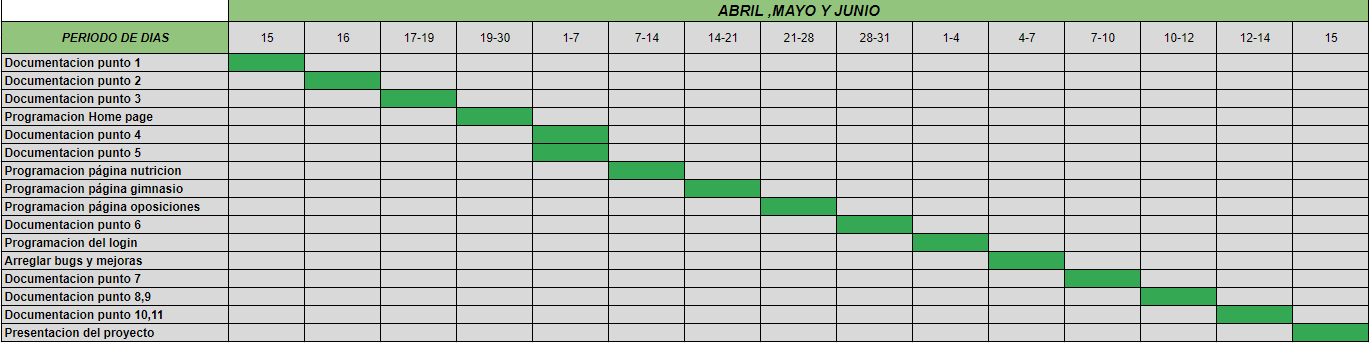 ABRIL ,MAYO Y JUNIO
PERIODO DE DIAS 15 16 17-19 19-30 1-7 7-14 14-21 21-28 28-31 1-4 4-7 7-10 10-12 12-14 15
Documentacion punto 1
Documentacion punto 2
Documentacion punto 3
Programacion Home page
Documentacion punto 4
Documentacion punto 5
Programacion página nutricion
Programacion página gimnasio
Programacion página oposiciones
Documentacion punto 6
Programacion del login
Arreglar bugs y mejoras
Documentacion punto 7
Documentacion punto 8,9
Documentacion punto 10,11
Presentacion del proyecto